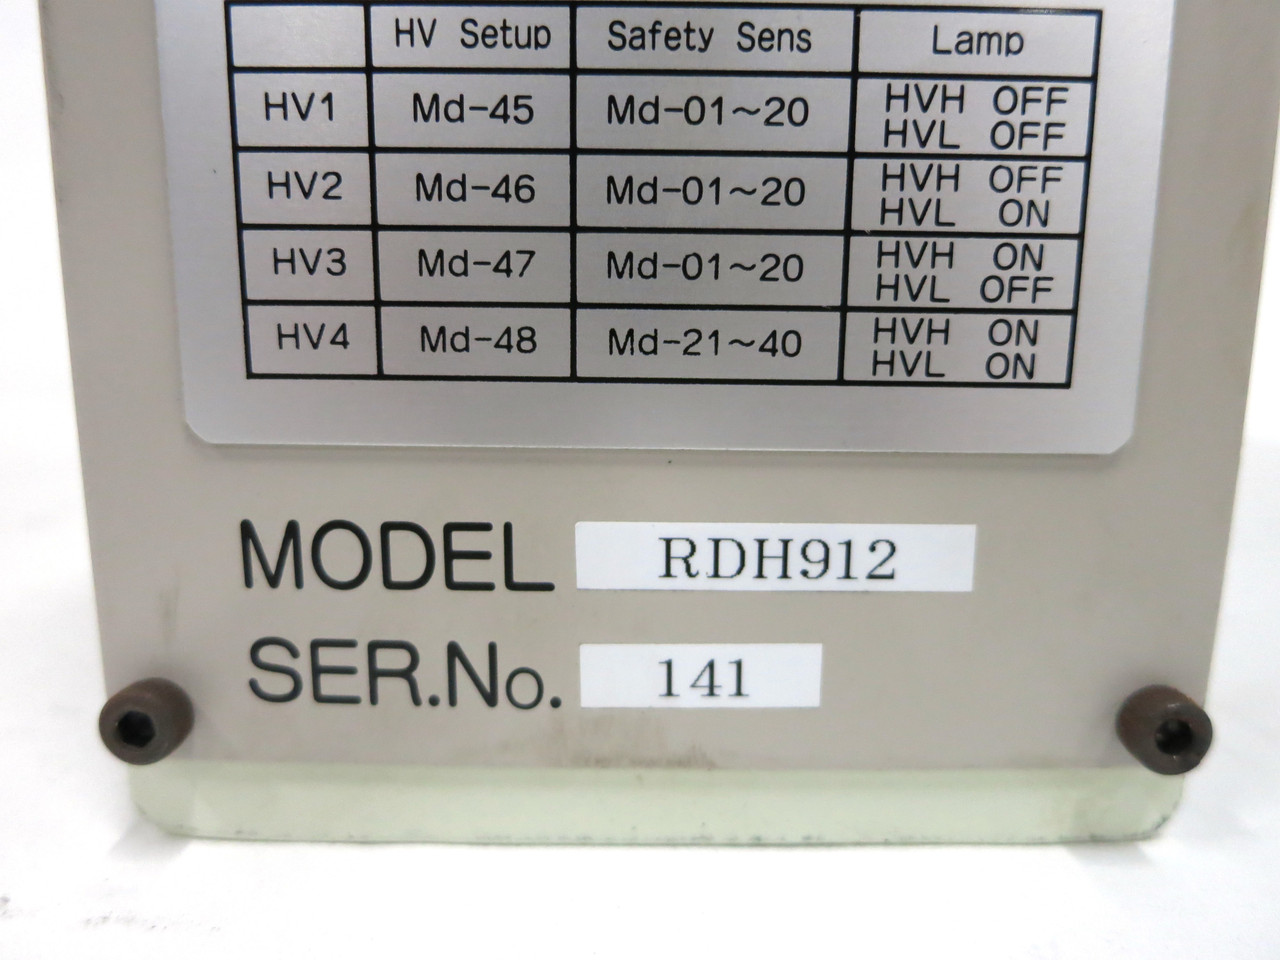 HV Setup Safety Sens Lamp
HV1 Md-45 Md-01~20 HVH OFF
HVL OFF
HV2 Md-46 Md-01~20 HVH OFF
HVL ON
HV3 Md-47 Md-01~20 HVH ON
HVL OFF
HV4 Md-48 Md-21~40 HVH ON
HVL ON
MODEL RDH912
SER.No. 141